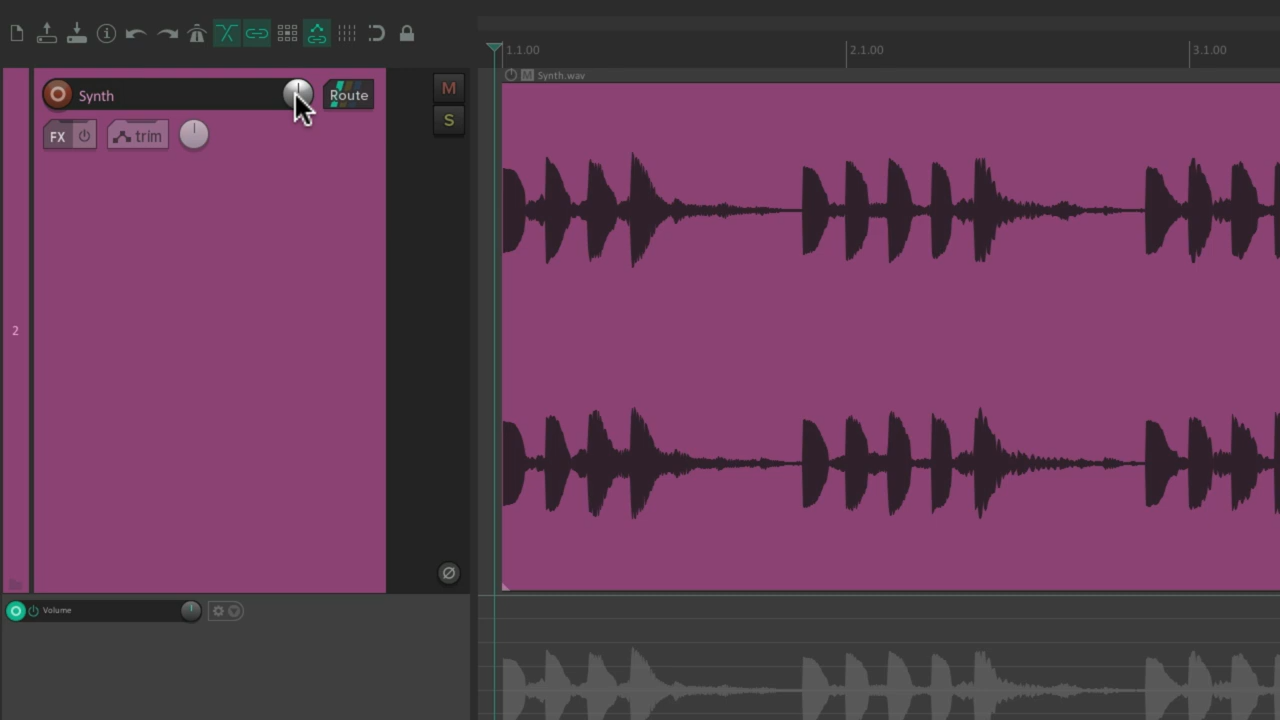 1.1.00 2.1.00 3.1.00
M Synth.wav
Synth Route M
S
FX trim
2
Volume